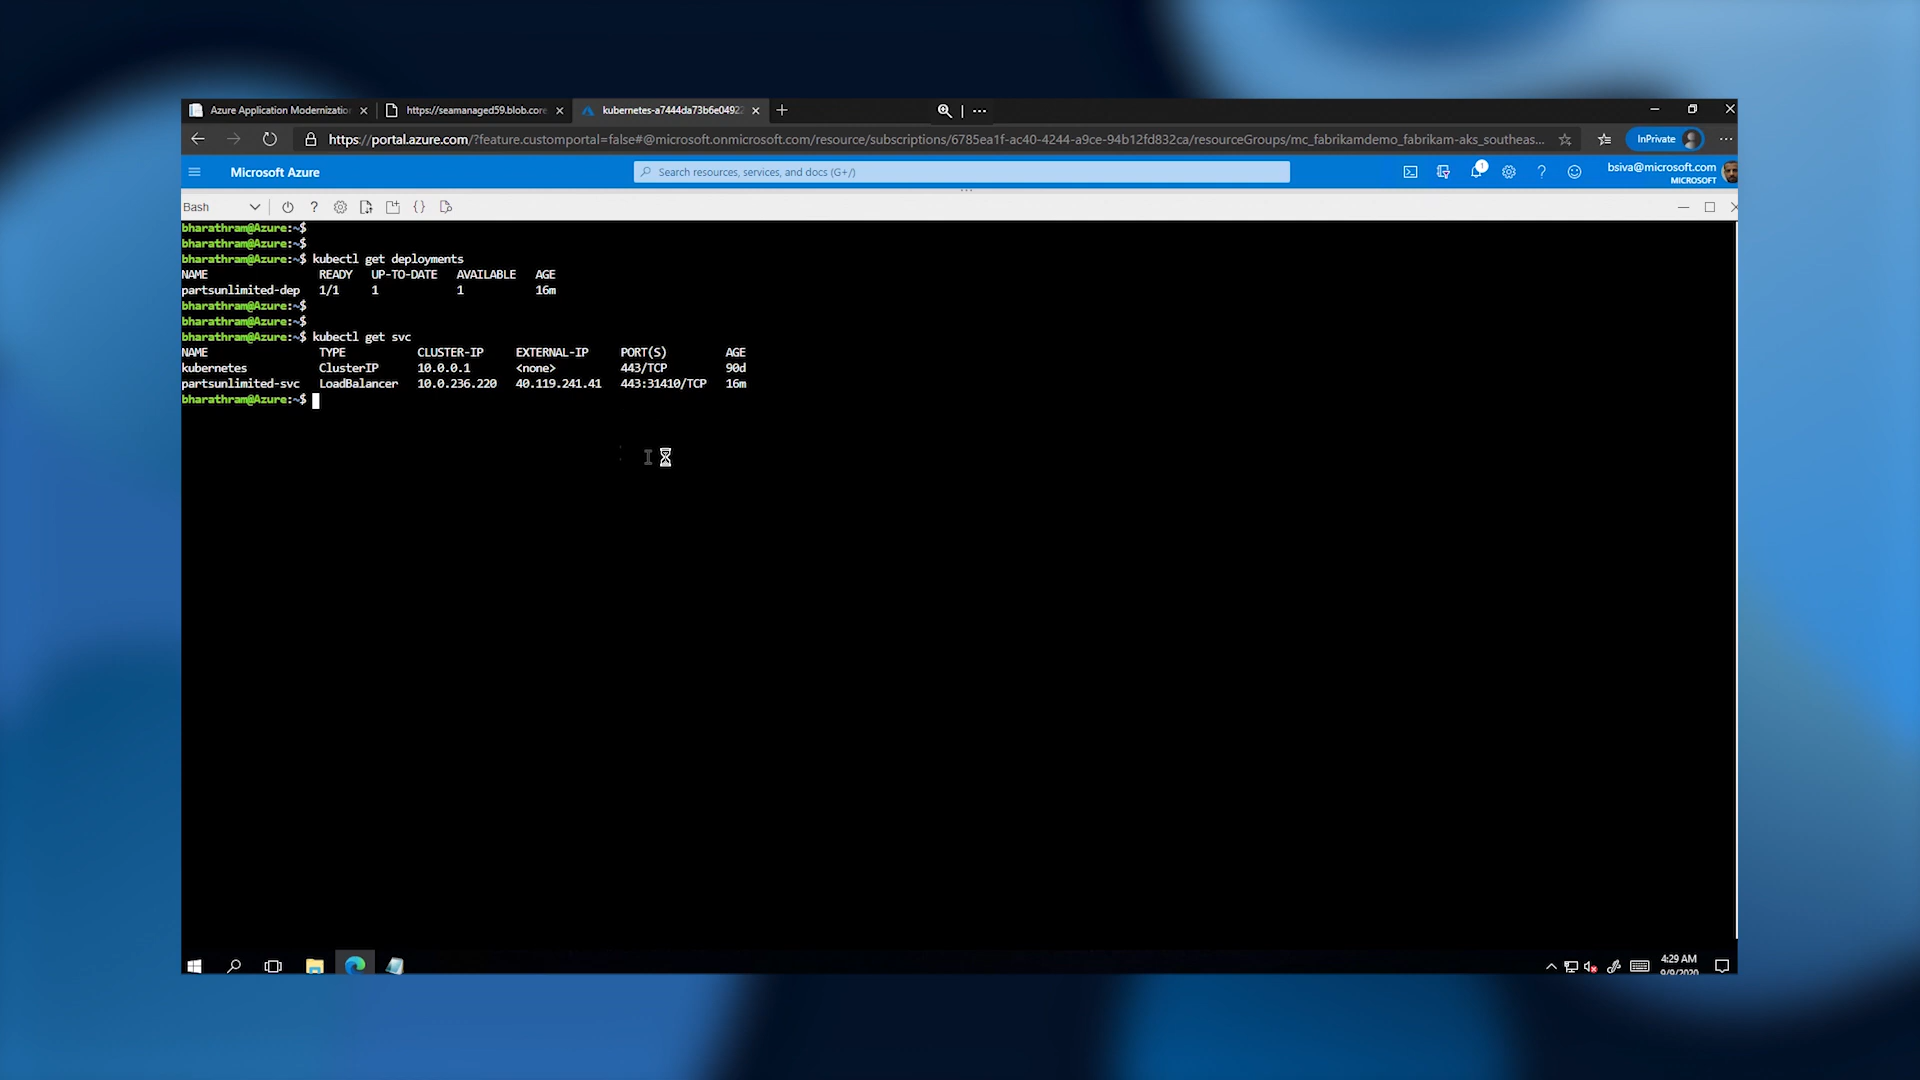 Azure Application Modernizatio
https://seamanaged59.blob.core
kubernetes-a7444da73b6e04922
https://portal.azure.com/?feature.customportal=false#@microsoft.onmicrosoft.com/resource/subscriptions/6785ea1f-ac40-4244-a9ce-94b12fd832ca/resourceGroups/mc_fabrikamdemo_fabrikam-aks_southeas...
InPrivate
Microsoft Azure
Search resources, services, and docs (G+/)
1
bsiva@microsoft.com
MICROSOFT
Bash
bharathram@Azure:~$
bharathram@Azure:~$
bharathram@Azure:~$ kubectl get deployments
NAME READY UP-TO-DATE AVAILABLE AGE
partsunlimited-dep 1/1 1 1 16m
bharathram@Azure:~$
bharathram@Azure:~$
bharathram@Azure:~$ kubectl get svc
NAME TYPE CLUSTER-IP EXTERNAL-IP PORT(S) AGE
kubernetes ClusterIP 10.0.0.1 <none> 443/TCP 90d
partsunlimited-svc LoadBalancer 10.0.236.220 40.119.241.41 443:31410/TCP 16m
bharathram@Azure:~$
4:29 AM
9/9/2020